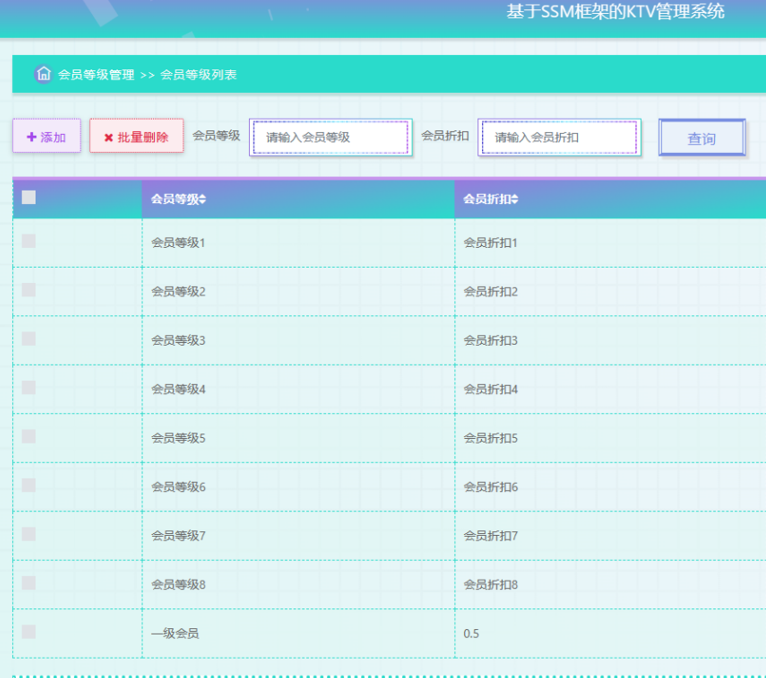 基于SSM框架的KTV管理系统
会员等级管理 >> 会员等级列表
添加 批量删除 会员等级 请输入会员等级 会员折扣 请输入会员折扣 查询
会员等级 会员折扣
会员等级1 会员折扣1
会员等级2 会员折扣2
会员等级3 会员折扣3
会员等级4 会员折扣4
会员等级5 会员折扣5
会员等级6 会员折扣6
会员等级7 会员折扣7
会员等级8 会员折扣8
一级会员 0.5